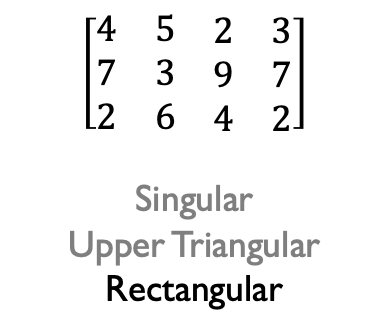 4 5 2 3
7 3 9 7
2 6 4 2
Singular
Upper Triangular
Rectangular